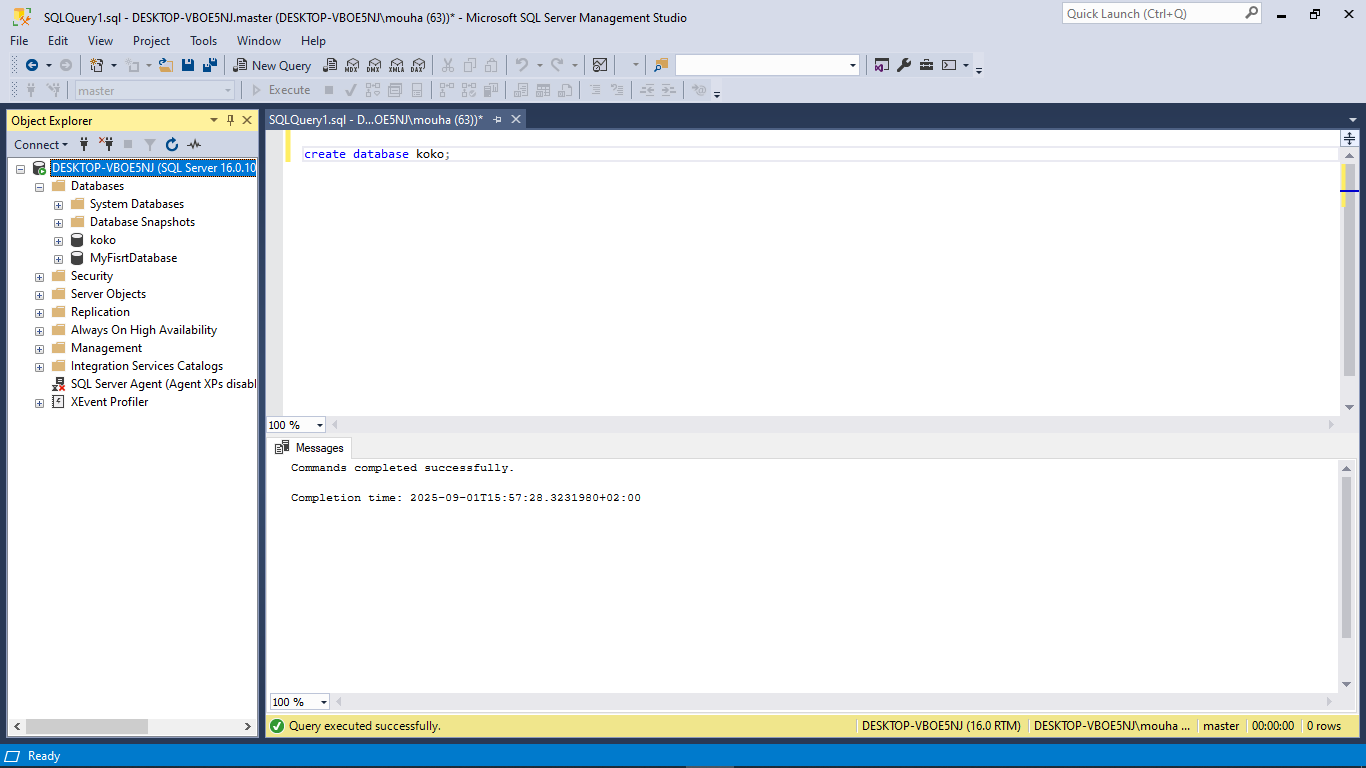 SQLQuery1.sql - DESKTOP-VBOE5NJ.master (DESKTOP-VBOE5NJ\mouha (63))* - Microsoft SQL Server Management Studio
Quick Launch (Ctrl+Q)
File Edit View Project Tools Window Help
New Query MDX DMX XMLA DAX
master Execute
Object Explorer
Connect
DESKTOP-VBOE5NJ (SQL Server 16.0.10
Databases
System Databases
Database Snapshots
koko
MyFisrtDatabase
Security
Server Objects
Replication
Always On High Availability
Management
Integration Services Catalogs
SQL Server Agent (Agent XPs disabl
XEvent Profiler
SQLQuery1.sql - D...OE5NJ\mouha (63))*
create database koko;
100 %
Messages
Commands completed successfully.
Completion time: 2025-09-01T15:57:28.3231980+02:00
100 %
Query executed successfully. DESKTOP-VBOE5NJ (16.0 RTM) DESKTOP-VBOE5NJ\mouha ... master 00:00:00 0 rows
Ready